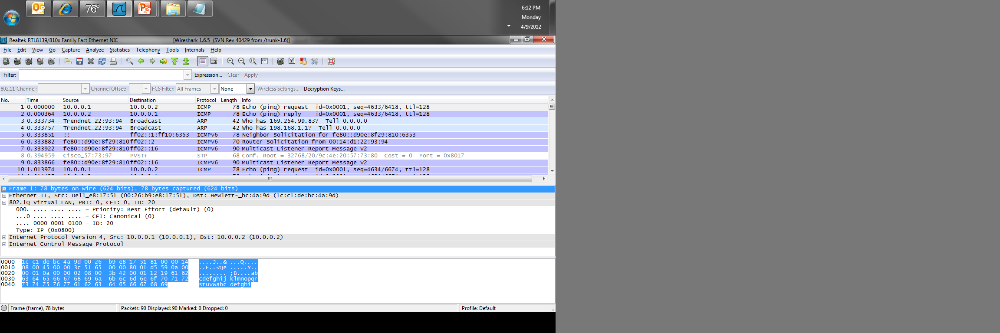 76°
6:12 PM
Monday
4/9/2012
Realtek RTL8139/810x Family Fast Ethernet NIC [Wireshark 1.6.5 (SVN Rev 40429 from /trunk-1.6)]
File Edit View Go Capture Analyze Statistics Telephony Tools Internals Help
Filter: Expression... Clear Apply
802.11 Channel: Channel Offset: FCS Filter: All Frames None Wireless Settings... Decryption Keys...
No. Time Source Destination Protocol Length Info
1 0.000000 10.0.0.1 10.0.0.2 ICMP 78 Echo (ping) request id=0x0001, seq=4633/6418, ttl=128
2 0.000364 10.0.0.2 10.0.0.1 ICMP 78 Echo (ping) reply id=0x0001, seq=4633/6418, ttl=128
3 0.333734 Trendnet_22:93:94 Broadcast ARP 42 Who has 169.254.99.83? Tell 0.0.0.0
4 0.333757 Trendnet_22:93:94 Broadcast ARP 42 Who has 198.168.1.1? Tell 0.0.0.0
5 0.333851 :: ff02::1:ff10:6353 ICMPv6 78 Neighbor Solicitation for fe80::d90e:8f29:810:6353
6 0.333882 fe80::d90e:8f29:810 ff02::2 ICMPv6 70 Router Solicitation from 00:14:d1:22:93:94
7 0.333922 fe80::d90e:8f29:810 ff02::16 ICMPv6 90 Multicast Listener Report Message v2
8 0.394959 Cisco_57:73:97 PVST+ STP 68 Conf. Root = 32768/20/9c:4e:20:57:73:80 Cost = 0 Port = 0x8017
9 0.833866 fe80::d90e:8f29:810 ff02::16 ICMPv6 90 Multicast Listener Report Message v2
10 1.013974 10.0.0.1 10.0.0.2 ICMP 78 Echo (ping) request id=0x0001, seq=4634/6674, ttl=128
Frame 1: 78 bytes on wire (624 bits), 78 bytes captured (624 bits)
Ethernet II, Src: Dell_e8:17:51 (00:26:b9:e8:17:51), Dst: Hewlett-_bc:4a:9d (1c:c1:de:bc:4a:9d)
802.1Q Virtual LAN, PRI: 0, CFI: 0, ID: 20
000. .... .... .... = Priority: Best Effort (default) (0)
...0 .... .... .... = CFI: Canonical (0)
.... 0000 0001 0100 = ID: 20
Type: IP (0x0800)
Internet Protocol Version 4, Src: 10.0.0.1 (10.0.0.1), Dst: 10.0.0.2 (10.0.0.2)
Internet Control Message Protocol
0000 1c c1 de bc 4a 9d 00 26 b9 e8 17 51 81 00 00 14 ....J..& ...Q....
0010 08 00 45 00 00 3c 51 65 00 00 80 01 d5 59 0a 00 ..E..<Qe .....Y..
0020 00 01 0a 00 00 02 08 00 3b 42 00 01 12 19 61 62 ........ ;B....ab
0030 63 64 65 66 67 68 69 6a 6b 6c 6d 6e 6f 70 71 72 cdefghij klmnopqr
0040 73 74 75 76 77 61 62 63 64 65 66 67 68 69 stuvwabc defghi
Frame (frame), 78 bytes Packets: 90 Displayed: 90 Marked: 0 Dropped: 0 Profile: Default